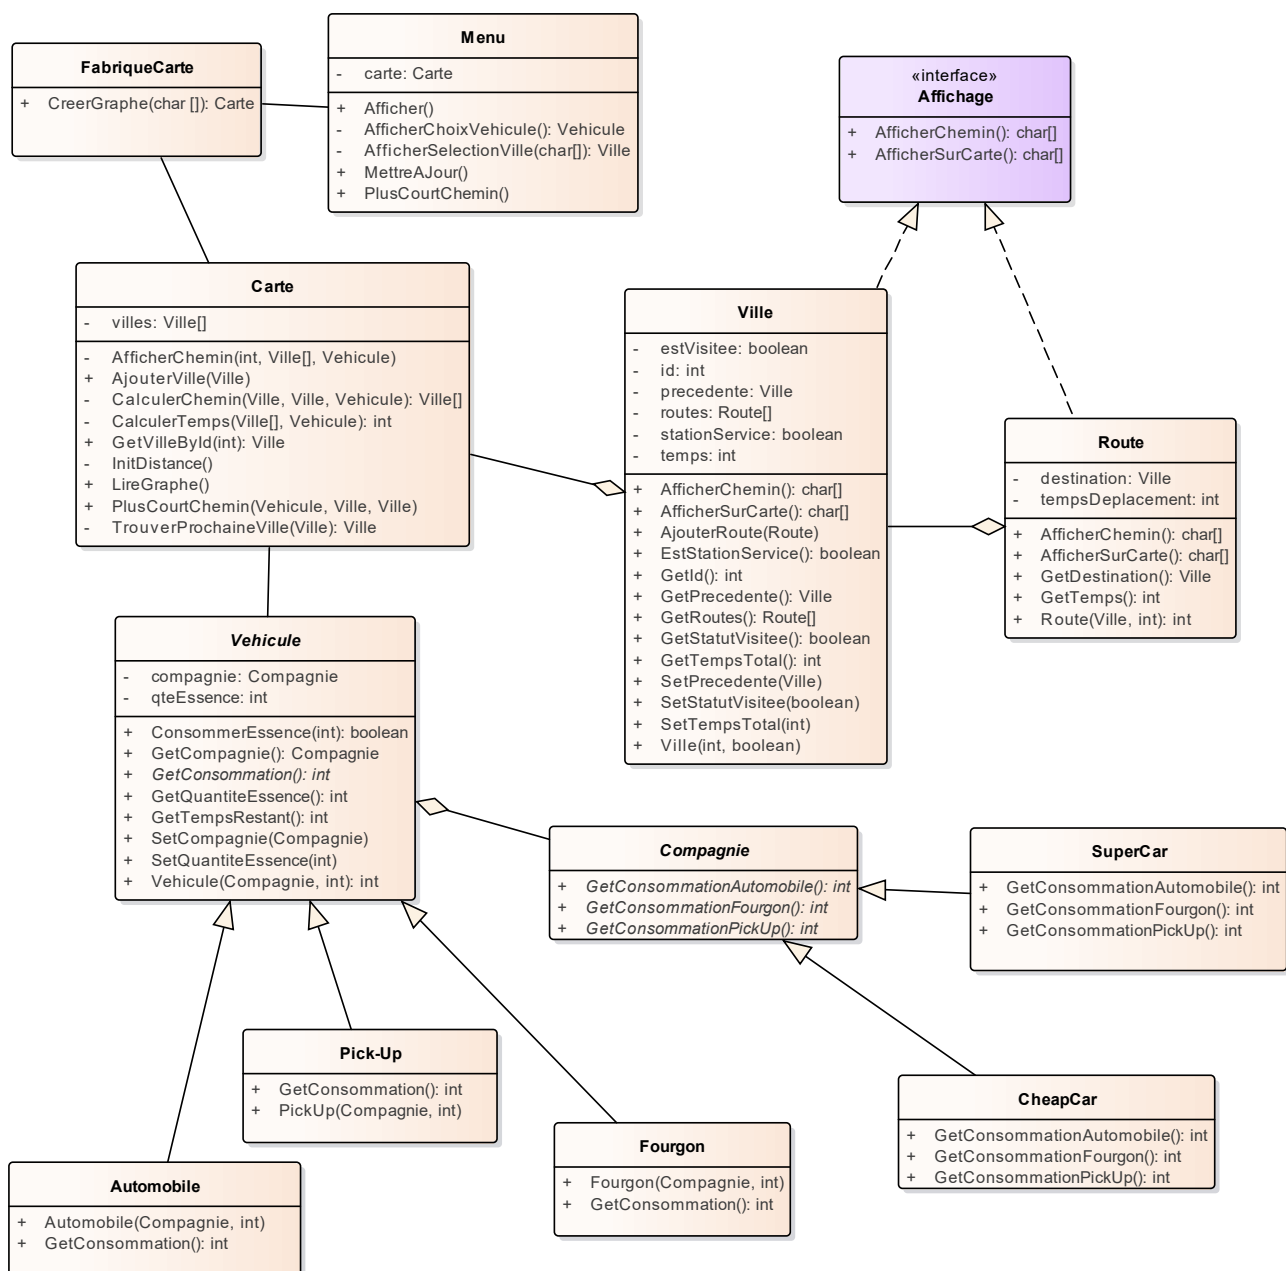 FabriqueCarte
+ CreerGraphe(char []): Carte
Menu
- carte: Carte
+ Afficher()
- AfficherChoixVehicule(): Vehicule
- AfficherSelectionVille(char[]): Ville
+ MettreAJour()
+ PlusCourtChemin()
«interface»
Affichage
+ AfficherChemin(): char[]
+ AfficherSurCarte(): char[]
Carte
- villes: Ville[]
- AfficherChemin(int, Ville[], Vehicule)
+ AjouterVille(Ville)
- CalculerChemin(Ville, Ville, Vehicule): Ville[]
- CalculerTemps(Ville[], Vehicule): int
+ GetVilleById(int): Ville
- InitDistance()
+ LireGraphe()
+ PlusCourtChemin(Vehicule, Ville, Ville)
- TrouverProchaineVille(Ville): Ville
Ville
- estVisitee: boolean
- id: int
- precedente: Ville
- routes: Route[]
- stationService: boolean
- temps: int
+ AfficherChemin(): char[]
+ AfficherSurCarte(): char[]
+ AjouterRoute(Route)
+ EstStationService(): boolean
+ GetId(): int
+ GetPrecedente(): Ville
+ GetRoutes(): Route[]
+ GetStatutVisitee(): boolean
+ GetTempsTotal(): int
+ SetPrecedente(Ville)
+ SetStatutVisitee(boolean)
+ SetTempsTotal(int)
+ Ville(int, boolean)
Route
- destination: Ville
- tempsDeplacement: int
+ AfficherChemin(): char[]
+ AfficherSurCarte(): char[]
+ GetDestination(): Ville
+ GetTemps(): int
+ Route(Ville, int): int
Vehicule
- compagnie: Compagnie
- qteEssence: int
+ ConsommerEssence(int): boolean
+ GetCompagnie(): Compagnie
+ GetConsommation(): int
+ GetQuantiteEssence(): int
+ GetTempsRestant(): int
+ SetCompagnie(Compagnie)
+ SetQuantiteEssence(int)
+ Vehicule(Compagnie, int): int
Compagnie
+ GetConsommationAutomobile(): int
+ GetConsommationFourgon(): int
+ GetConsommationPickUp(): int
SuperCar
+ GetConsommationAutomobile(): int
+ GetConsommationFourgon(): int
+ GetConsommationPickUp(): int
Pick-Up
+ GetConsommation(): int
+ PickUp(Compagnie, int)
CheapCar
+ GetConsommationAutomobile(): int
+ GetConsommationFourgon(): int
+ GetConsommationPickUp(): int
Fourgon
+ Fourgon(Compagnie, int)
+ GetConsommation(): int
Automobile
+ Automobile(Compagnie, int)
+ GetConsommation(): int